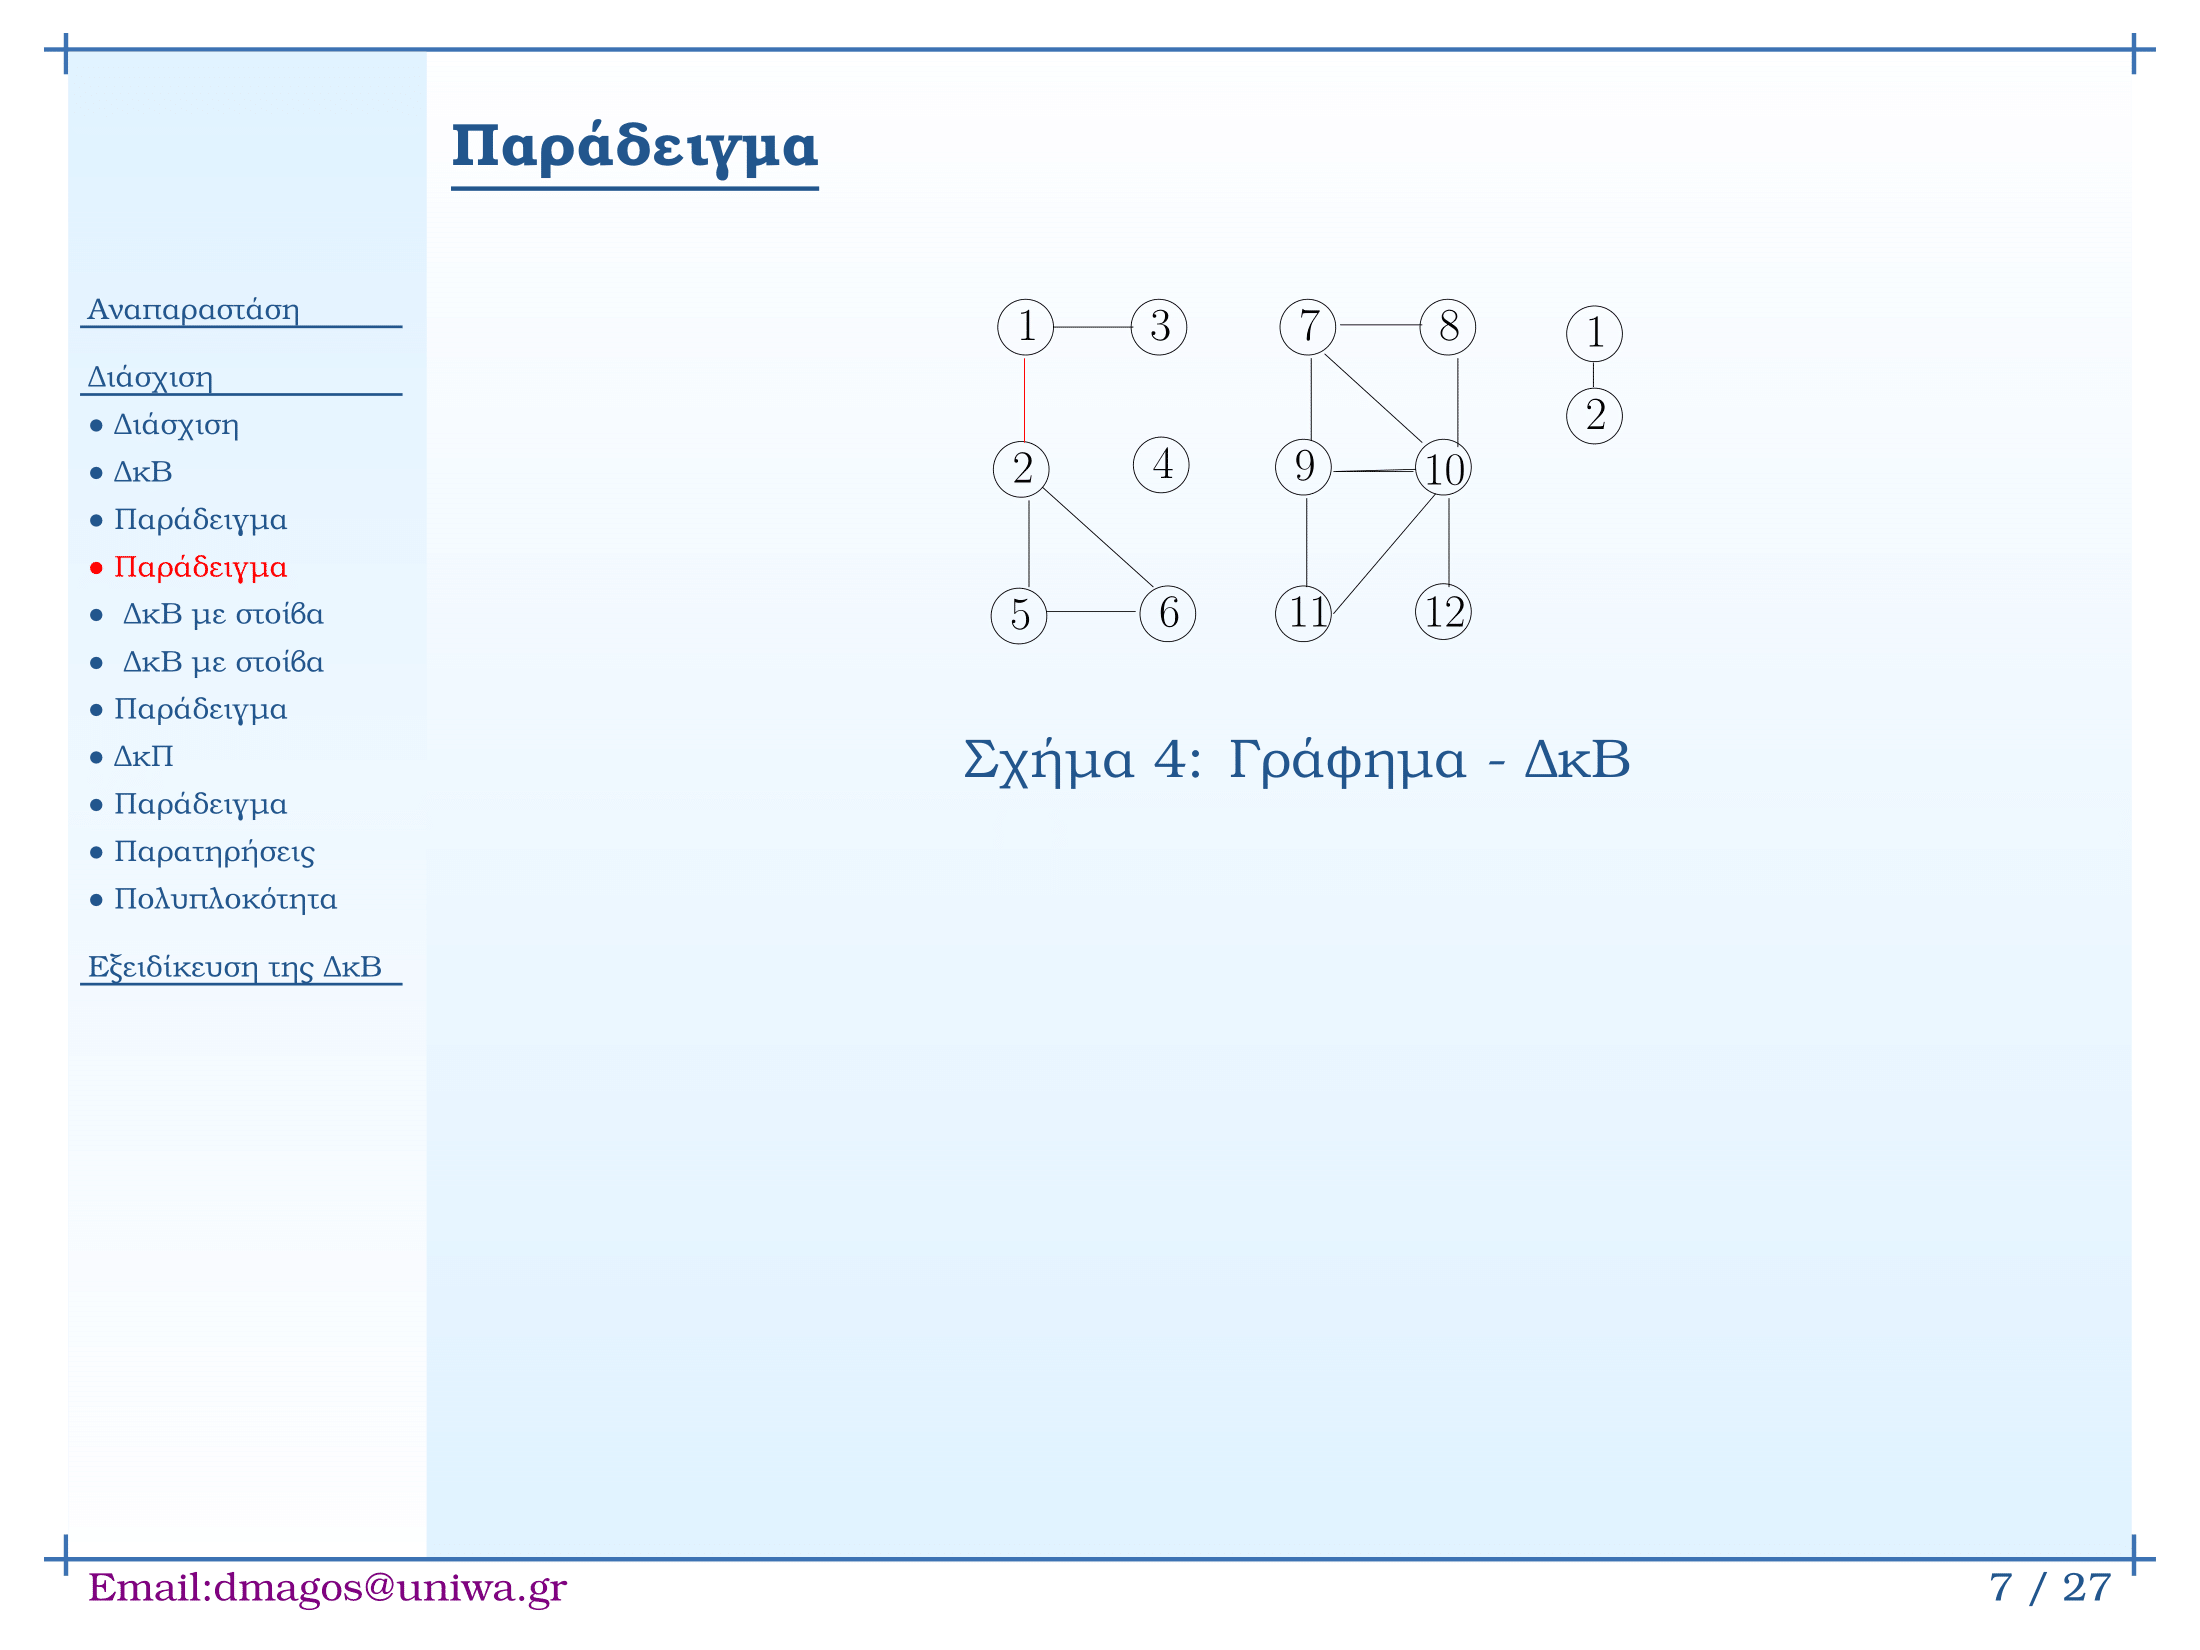 Παράδειγμα
Αναπαραστάση
Διάσχιση
• Διάσχιση
• ΔκΒ
• Παράδειγμα
• Παράδειγμα
• ΔκΒ με στοίβα
• ΔκΒ με στοίβα
• Παράδειγμα
• ΔκΠ
• Παράδειγμα
• Παρατηρήσεις
• Πολυπλοκότητα
Εξειδίκευση της ΔκΒ
1 3 7 8 1
2
2 4 9 10
5 6 11 12
Σχήμα 4: Γράφημα - ΔκΒ
Email:dmagos@uniwa.gr
7 / 27